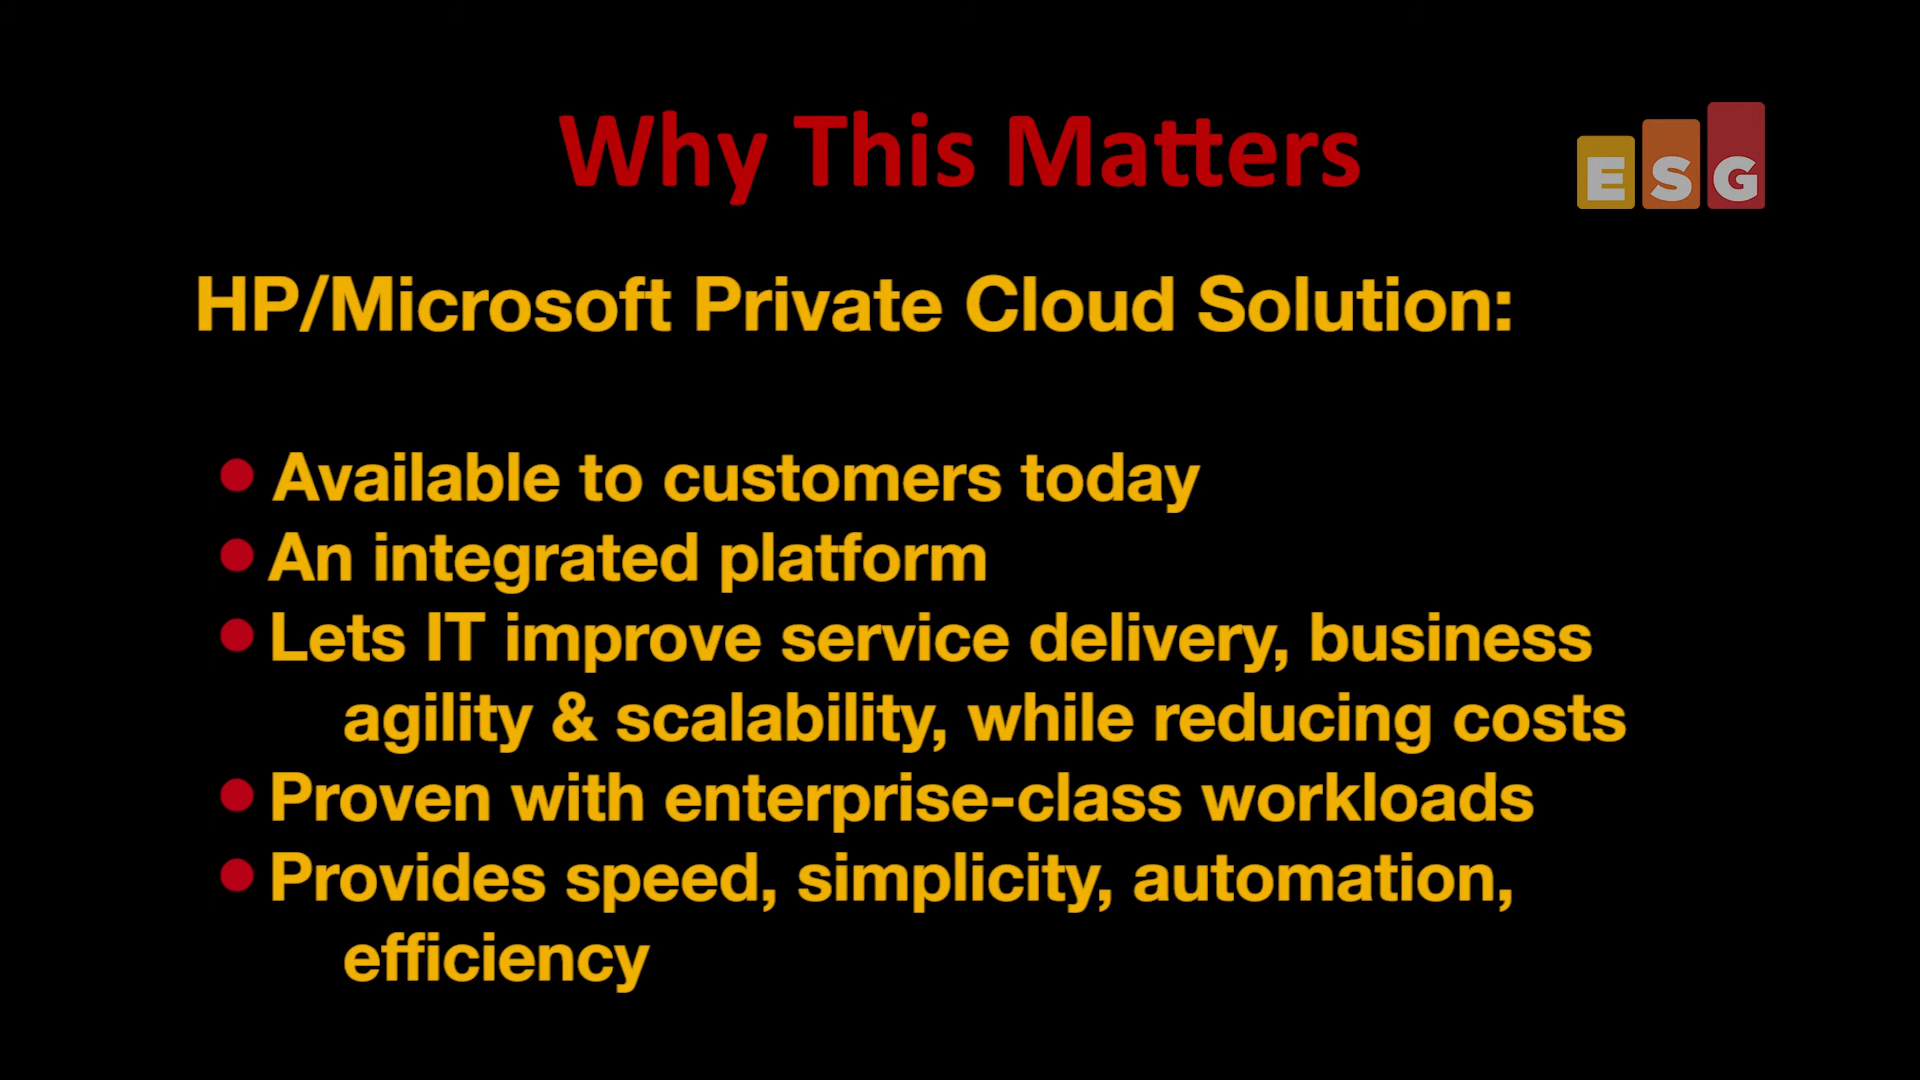 Why This Matters
ESG
HP/Microsoft Private Cloud Solution:
● Available to customers today
● An integrated platform
● Lets IT improve service delivery, business
agility & scalability, while reducing costs
● Proven with enterprise-class workloads
● Provides speed, simplicity, automation,
efficiency